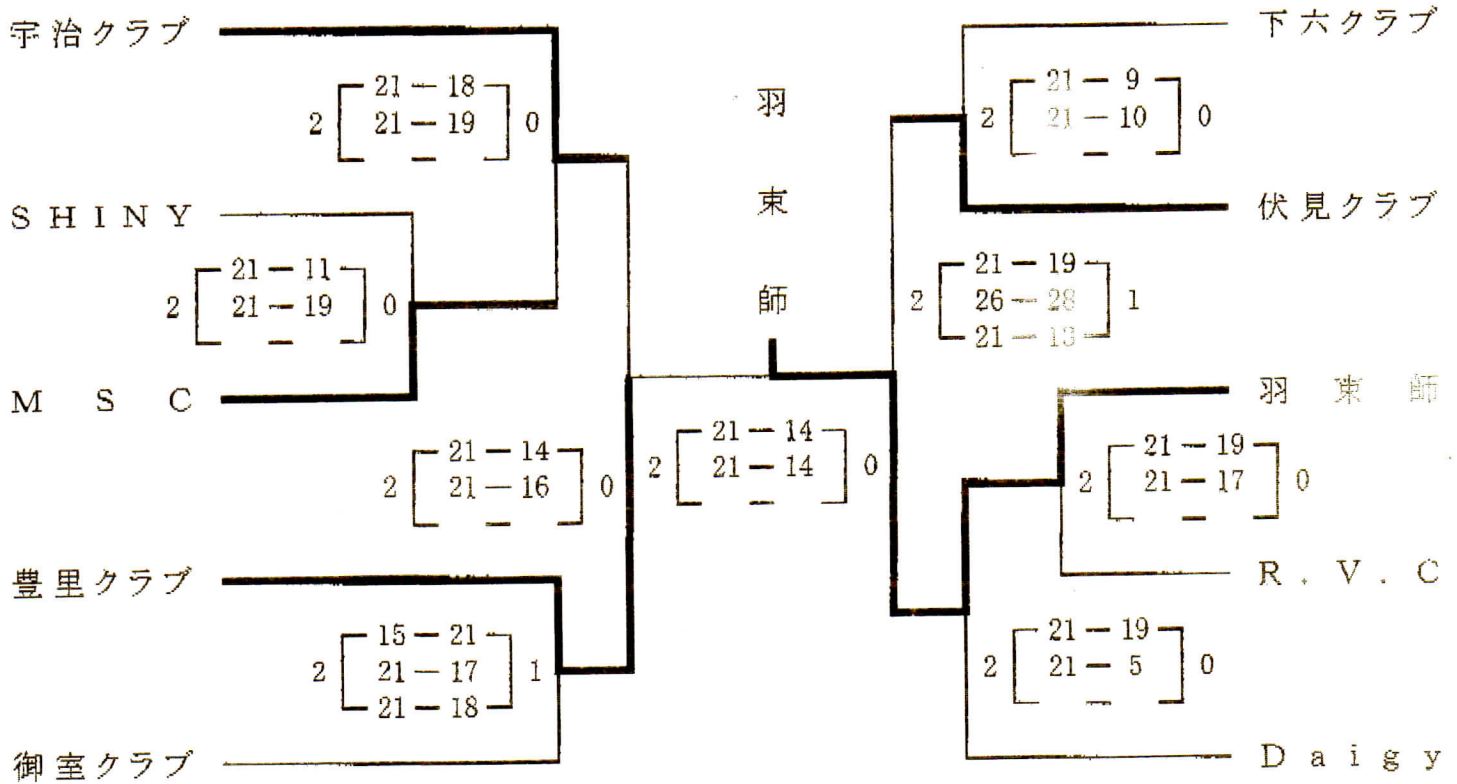 宇治クラブ
2 21 ― 18 0
21 ― 19
―
SHINY
2 21 ― 11 0
21 ― 19
―
MSC
2 21 ― 14 0
21 ― 16
―
豊里クラブ
2 15 ― 21 1
21 ― 17
21 ― 18
御室クラブ
羽束師
2 21 ― 14 0
21 ― 14
―
下六クラブ
2 21 ― 9 0
21 ― 10
―
伏見クラブ
2 21 ― 19 1
26 ― 28
21 ― 13
羽束師
2 21 ― 19 0
21 ― 17
―
R.V.C
2 21 ― 19 0
21 ― 5
―
Daigy